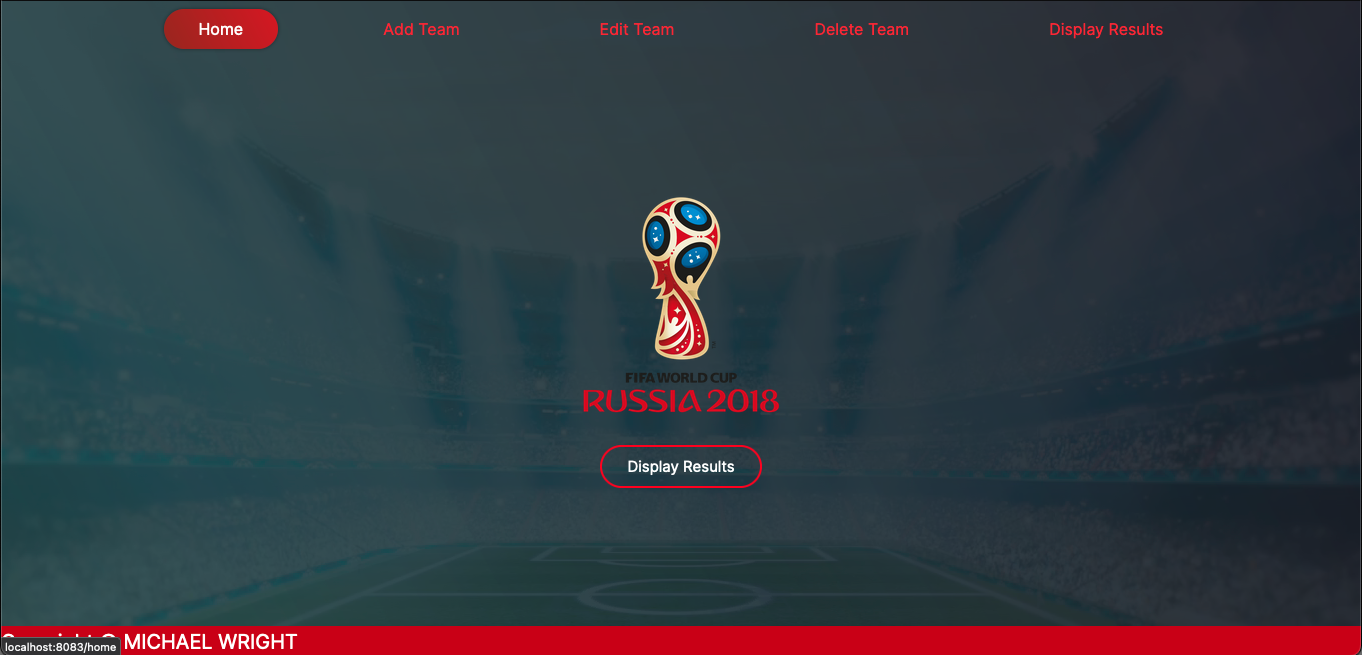 Home Add Team Edit Team Delete Team Display Results
FIFA WORLD CUP
RUSSIA 2018
Display Results
© MICHAEL WRIGHT
localhost:8083/home